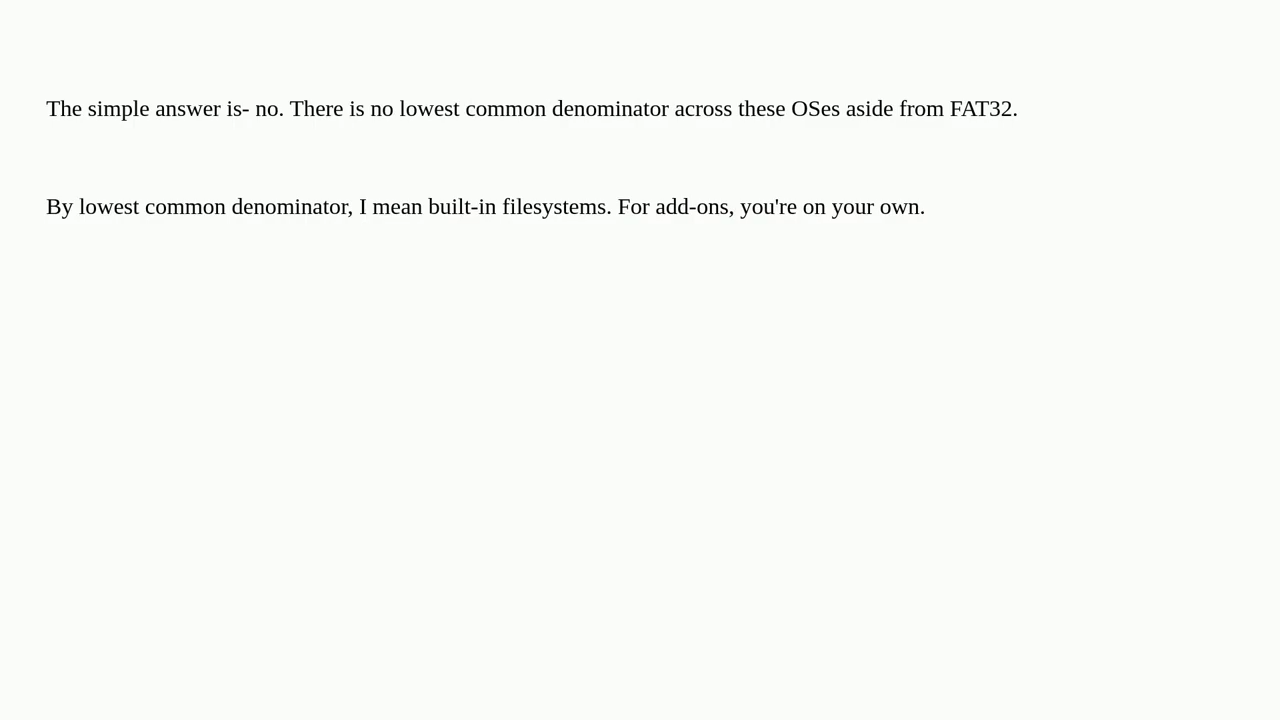 The simple answer is- no. There is no lowest common denominator across these OSes aside from FAT32.
By lowest common denominator, I mean built-in filesystems. For add-ons, you're on your own.